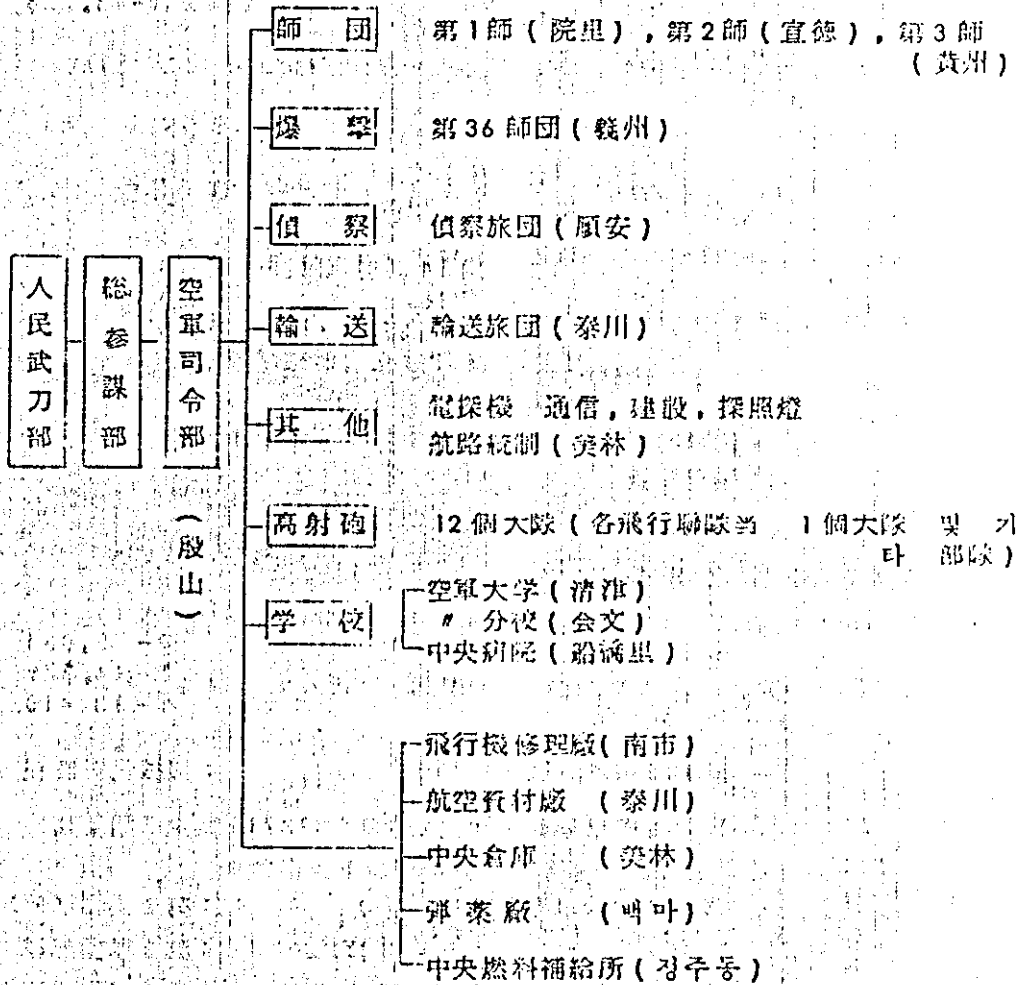 人民武刀部
総参謀部
空軍司令部
(殷山)
師団 第1師(院里),第2師(宣徳),第3師
(黄州)
爆撃 第36師団(義州)
偵察 偵察旅団(順安)
輸送 輸送旅団(泰川)
其他 電探機 通信,建設,探照燈
航路統制(美林)
高射砲 12個大隊(各飛行聯隊当 1個大隊 및 기
타 部隊)
学校 空軍大学(清津)
〃 分校(会文)
中央病院(船橋里)
飛行機修理廠(南市)
航空資材廠 (泰川)
中央倉庫 (美林)
弾薬廠 (백마)
中央燃料補給所(정주동)